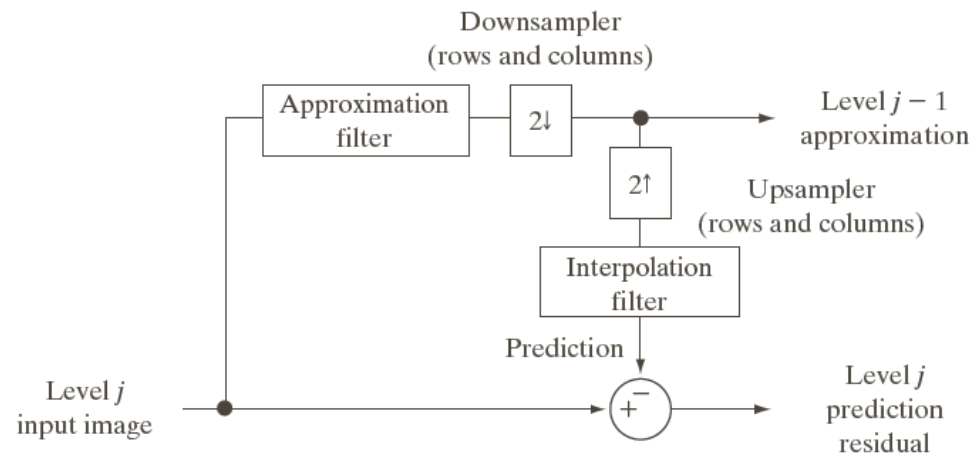 Downsampler
(rows and columns)
Approximation
filter
2↓
Level j − 1
approximation
2↑
Upsampler
(rows and columns)
Interpolation
filter
Prediction
Level j
input image
+
−
Level j
prediction
residual